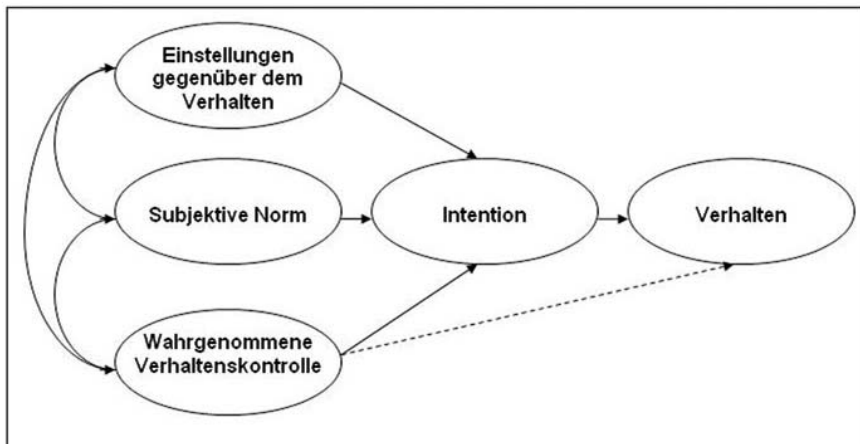 Einstellungen
gegenüber dem
Verhalten
Subjektive Norm
Intention
Verhalten
Wahrgenommene
Verhaltenskontrolle